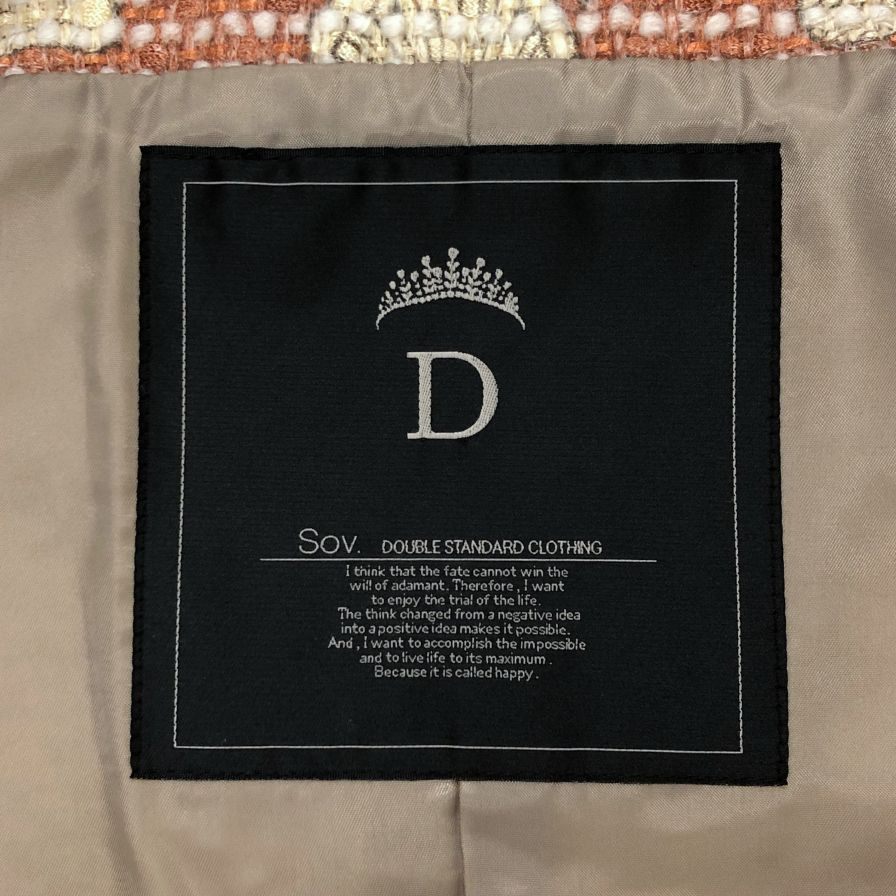 D
Sov. DOUBLE STANDARD CLOTHING
I think that the fate cannot win the
will of adamant. Therefore, I want
to enjoy the trial of the life.
The think changed from a negative idea
into a positive idea makes it possible.
And, I want to accomplish the impossible
and to live life to its maximum.
Because it is called happy.